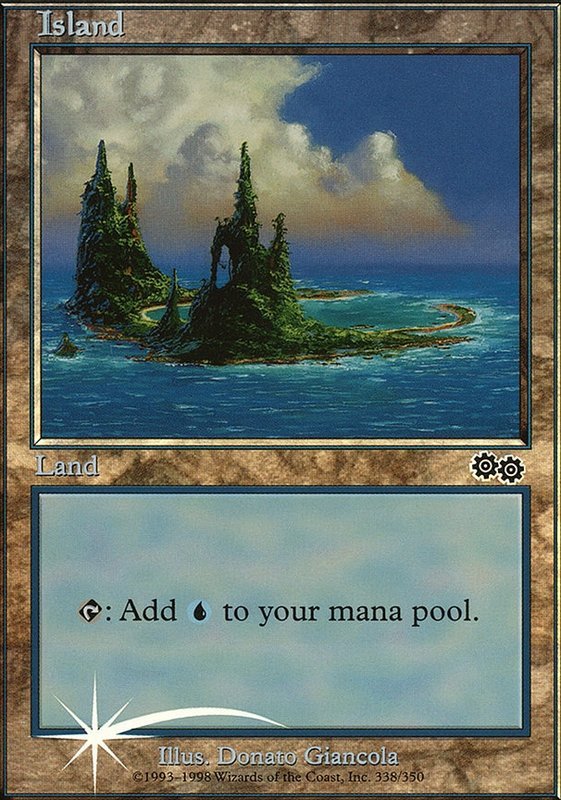 Island
Land
: Add to your mana pool.
Illus. Donato Giancola
©1993–1998 Wizards of the Coast, Inc. 338/350